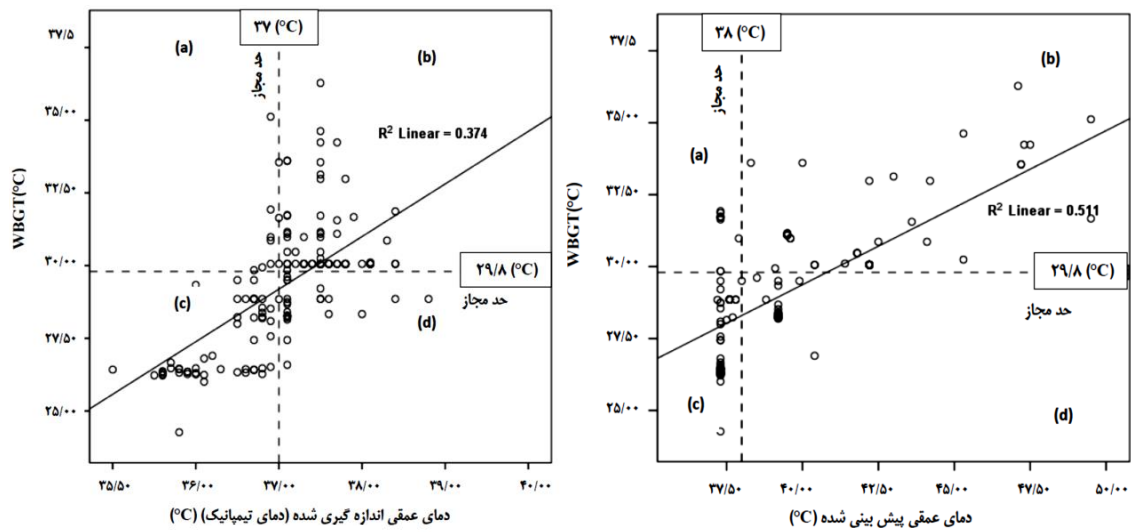 ۳۷ (°C)
(a)
(b)
حد مجاز
R² Linear = 0.374
WBGT(°C)
۳۷/۵
۳۵/۰۰
۳۲/۵۰
۳۰/۰۰
۲۷/۵۰
۲۵/۰۰
۲۹/۸ (°C)
حد مجاز
(c)
(d)
۳۵/۵۰
۳۶/۰۰
۳۷/۰۰
۳۸/۰۰
۳۹/۰۰
۴۰/۰۰
دمای عمقی اندازه گیری شده (دمای تیمپانیک) (°C)
۳۸ (°C)
(b)
حد مجاز
(a)
R² Linear = 0.511
WBGT(°C)
۳۷/۵
۳۵/۰۰
۳۲/۵۰
۳۰/۰۰
۲۷/۵۰
۲۵/۰۰
۲۹/۸ (°C)
حد مجاز
(c)
(d)
۳۷/۵۰
۴۰/۰۰
۴۲/۵۰
۴۵/۰۰
۴۷/۵۰
۵۰/۰۰
دمای عمقی پیش بینی شده (°C)